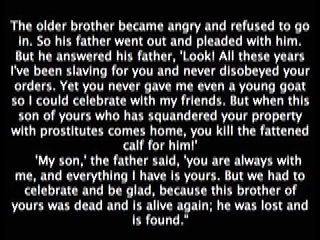 The older brother became angry and refused to go
in. So his father went out and pleaded with him.
But he answered his father, 'Look! All these years
I've been slaving for you and never disobeyed your
orders. Yet you never gave me even a young goat
so I could celebrate with my friends. But when this
son of yours who has squandered your property
with prostitutes comes home, you kill the fattened
calf for him!'
'My son,' the father said, 'you are always with
me, and everything I have is yours. But we had to
celebrate and be glad, because this brother of
yours was dead and is alive again; he was lost and
is found."